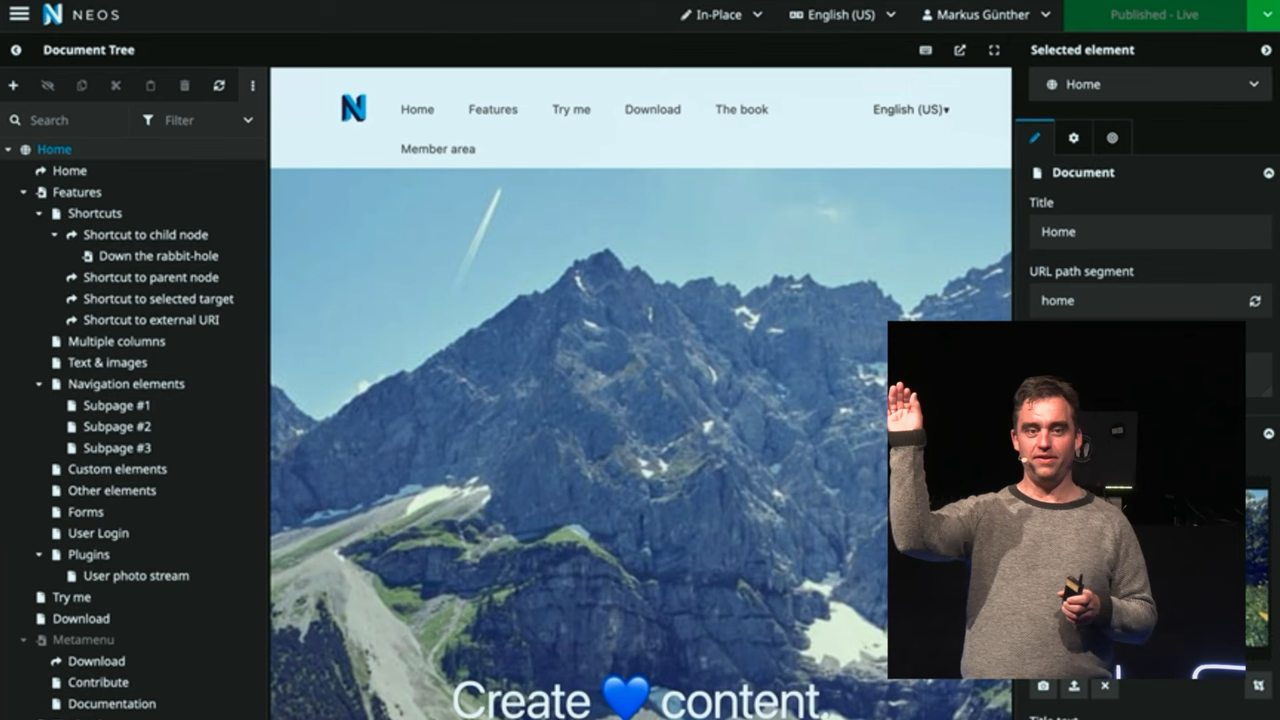 NEOS
In-Place
English (US)
Markus Günther
Published - Live
Document Tree
Selected element
Home
Search
Filter
Home
Home
Features
Shortcuts
Shortcut to child node
Down the rabbit-hole
Shortcut to parent node
Shortcut to selected target
Shortcut to external URI
Multiple columns
Text & images
Navigation elements
Subpage #1
Subpage #2
Subpage #3
Custom elements
Other elements
Forms
User Login
Plugins
User photo stream
Try me
Download
Metamenu
Download
Contribute
Documentation
Home
Features
Try me
Download
The book
English (US)▾
Member area
Create 💙 content.
Document
Title
Home
URL path segment
home